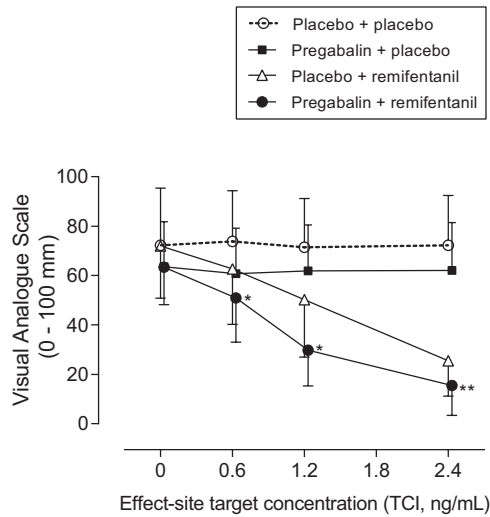 Placebo + placebo
Pregabalin + placebo
Placebo + remifentanil
Pregabalin + remifentanil
Visual Analogue Scale
(0 - 100 mm)
100
80
60
40
20
0
*
*
**
0 0.6 1.2 1.8 2.4
Effect-site target concentration (TCI, ng/mL)